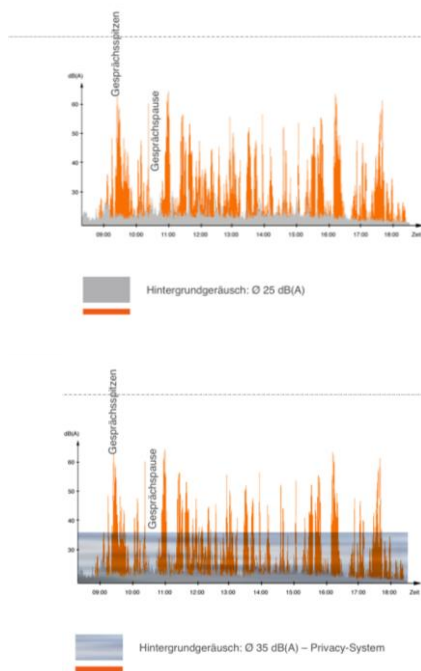 Gesprächsspitzen
Gesprächspause
dB(A)
60
50
40
30
09:00 10:00 11:00 12:00 13:00 14:00 15:00 16:00 17:00 18:00 Zeit
Hintergrundgeräusch: Ø 25 dB(A)
Gesprächsspitzen
Gesprächspause
dB(A)
60
50
40
30
09:00 10:00 11:00 12:00 13:00 14:00 15:00 16:00 17:00 18:00 Zeit
Hintergrundgeräusch: Ø 35 dB(A) – Privacy-System